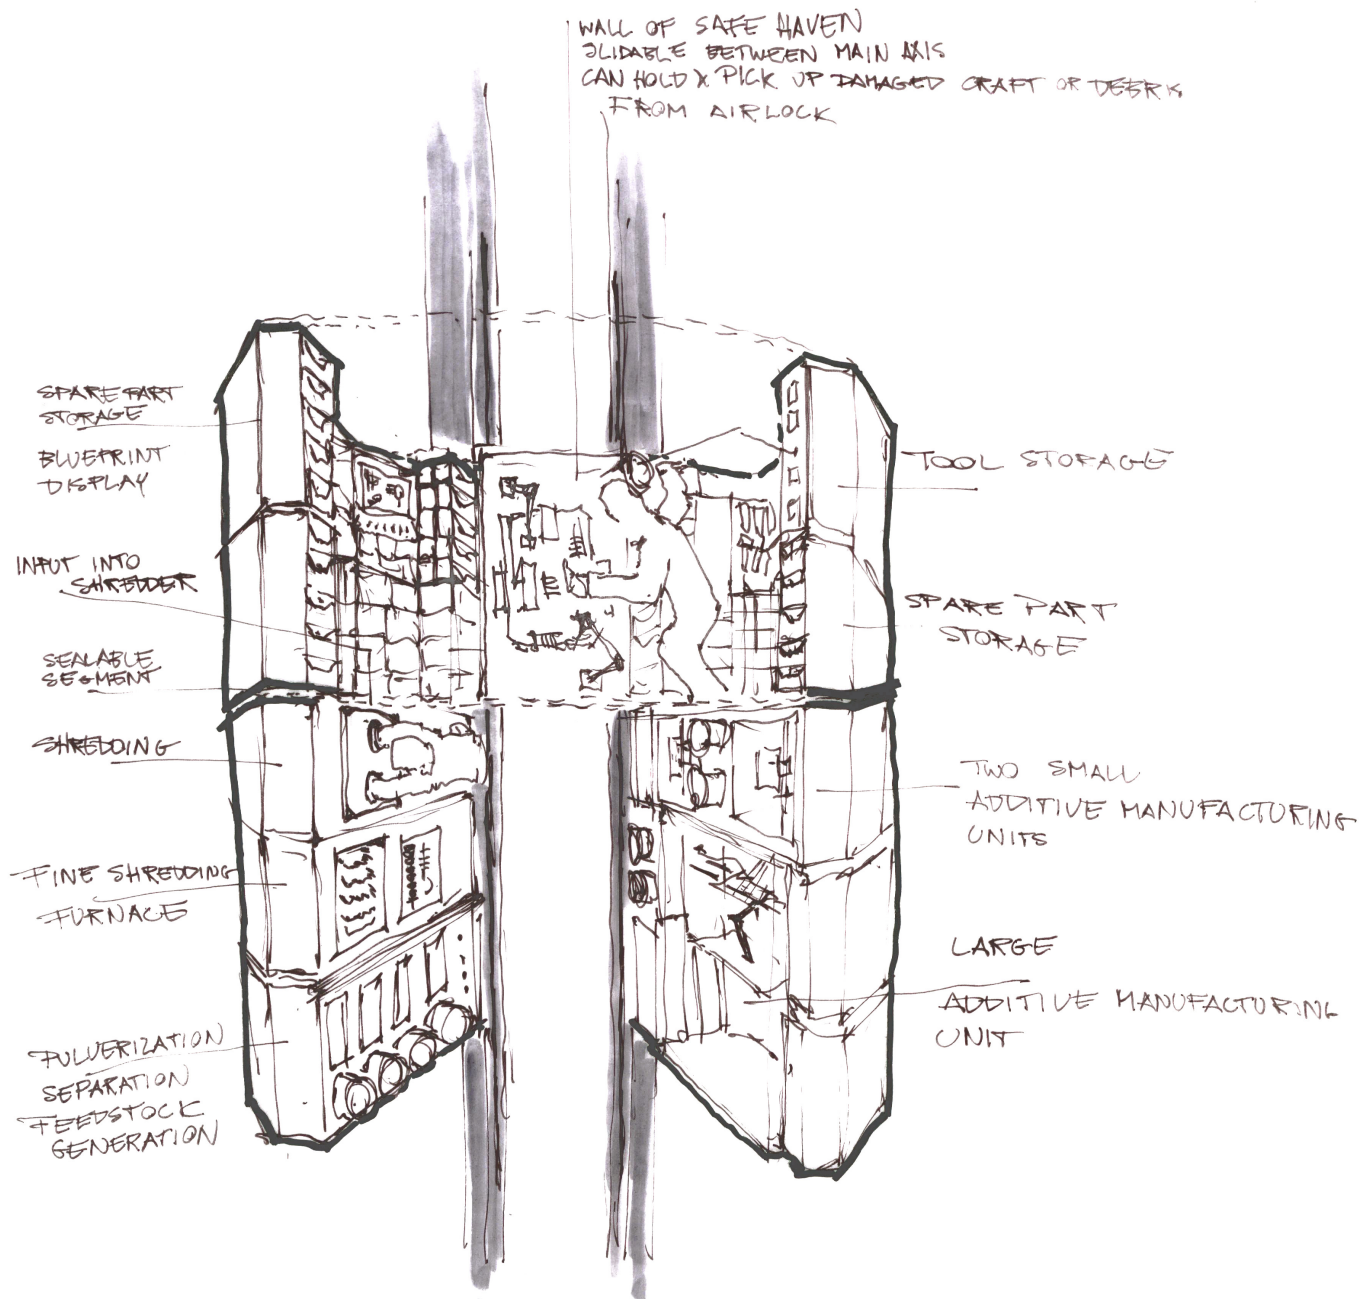 WALL OF SAFE HAVEN
SLIDABLE BETWEEN MAIN AXIS
CAN HOLD & PICK UP DAMAGED CRAFT OR DEBRIS
FROM AIRLOCK
SPARE PART
STORAGE
BLUEPRINT
DISPLAY
INPUT INTO
SHREDDER
SEALABLE
SEGMENT
SHREDDING
FINE SHREDDING
FURNACE
PULVERIZATION
SEPARATION
FEEDSTOCK
GENERATION
TOOL STORAGE
SPARE PART
STORAGE
TWO SMALL
ADDITIVE MANUFACTURING
UNITS
LARGE
ADDITIVE MANUFACTURING
UNIT